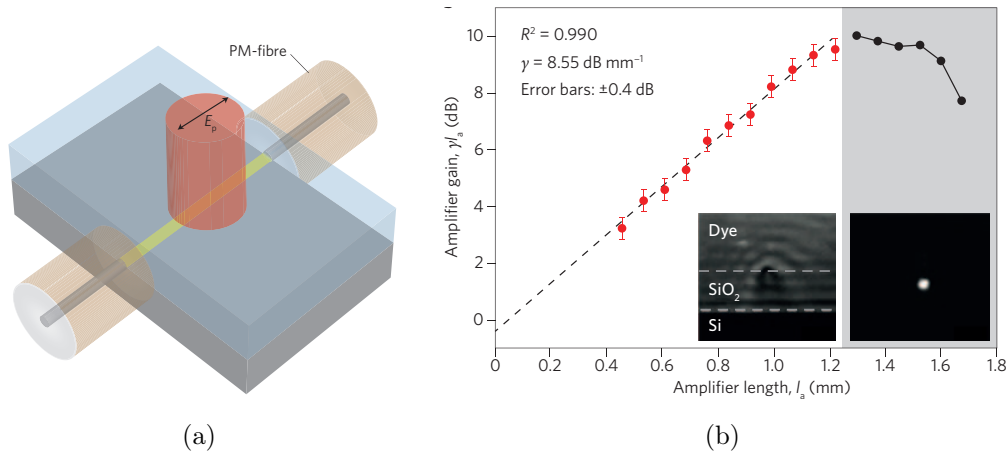 PM-fibre
E_p
(a)
R² = 0.990
γ = 8.55 dB mm⁻¹
Error bars: ±0.4 dB
Amplifier gain, γl_a (dB)
10
8
6
4
2
0
Dye
SiO₂
Si
0 0.2 0.4 0.6 0.8 1.0 1.2 1.4 1.6 1.8
Amplifier length, l_a (mm)
(b)